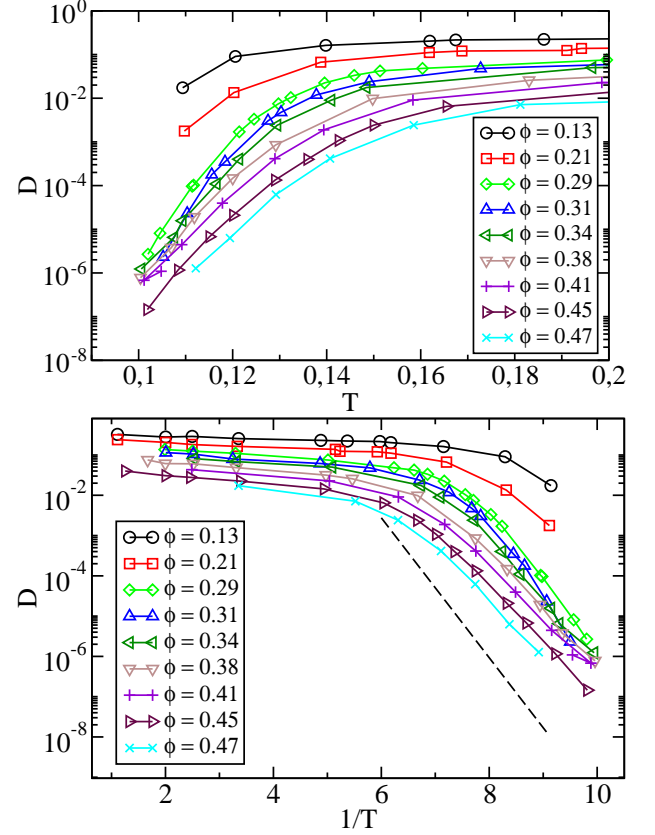 10^0
10^-2
D
10^-4
10^-6
10^-8
ϕ = 0.13
ϕ = 0.21
ϕ = 0.29
ϕ = 0.31
ϕ = 0.34
ϕ = 0.38
ϕ = 0.41
ϕ = 0.45
ϕ = 0.47
0,1 0,12 0,14 0,16 0,18 0,2
T
10^-2
D
10^-4
10^-6
10^-8
ϕ = 0.13
ϕ = 0.21
ϕ = 0.29
ϕ = 0.31
ϕ = 0.34
ϕ = 0.38
ϕ = 0.41
ϕ = 0.45
ϕ = 0.47
2 4 6 8 10
1/T